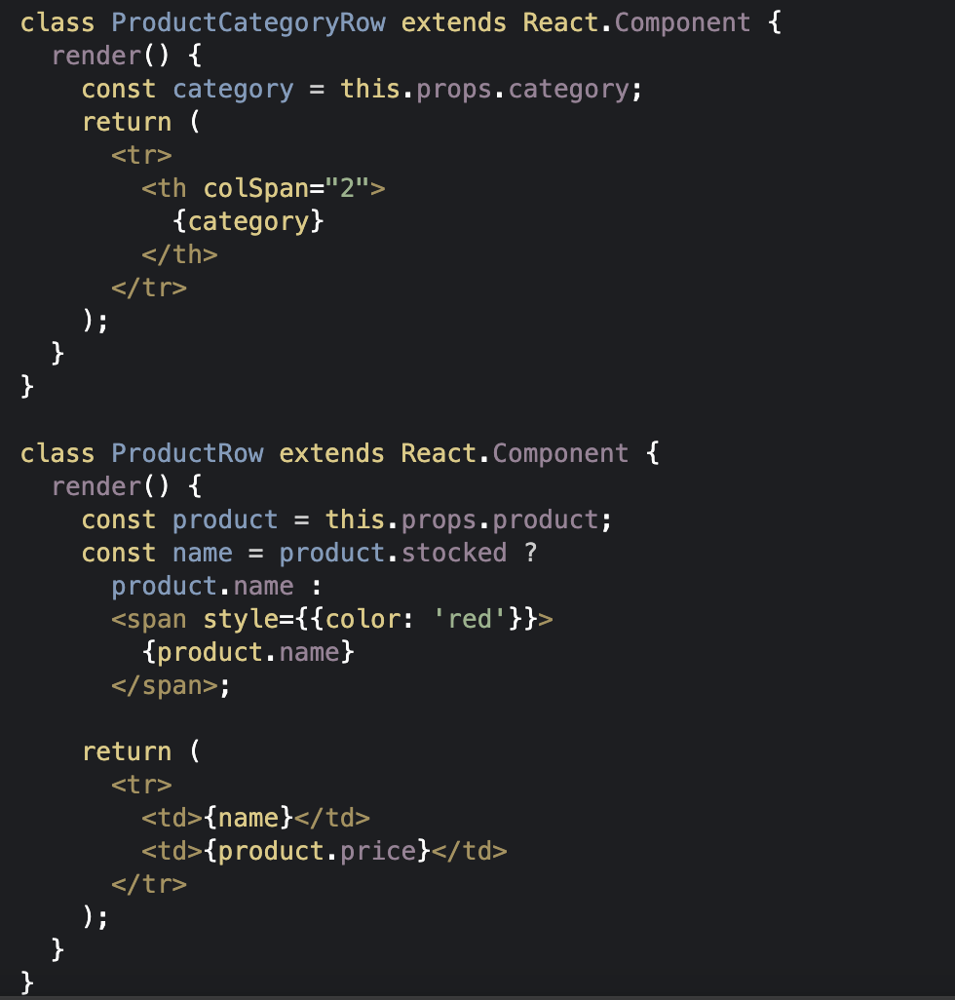 class ProductCategoryRow extends React.Component {
  render() {
    const category = this.props.category;
    return (
      <tr>
        <th colSpan="2">
          {category}
        </th>
      </tr>
    );
  }
}

class ProductRow extends React.Component {
  render() {
    const product = this.props.product;
    const name = product.stocked ?
      product.name :
      <span style={{color: 'red'}}>
        {product.name}
      </span>;

    return (
      <tr>
        <td>{name}</td>
        <td>{product.price}</td>
      </tr>
    );
  }
}